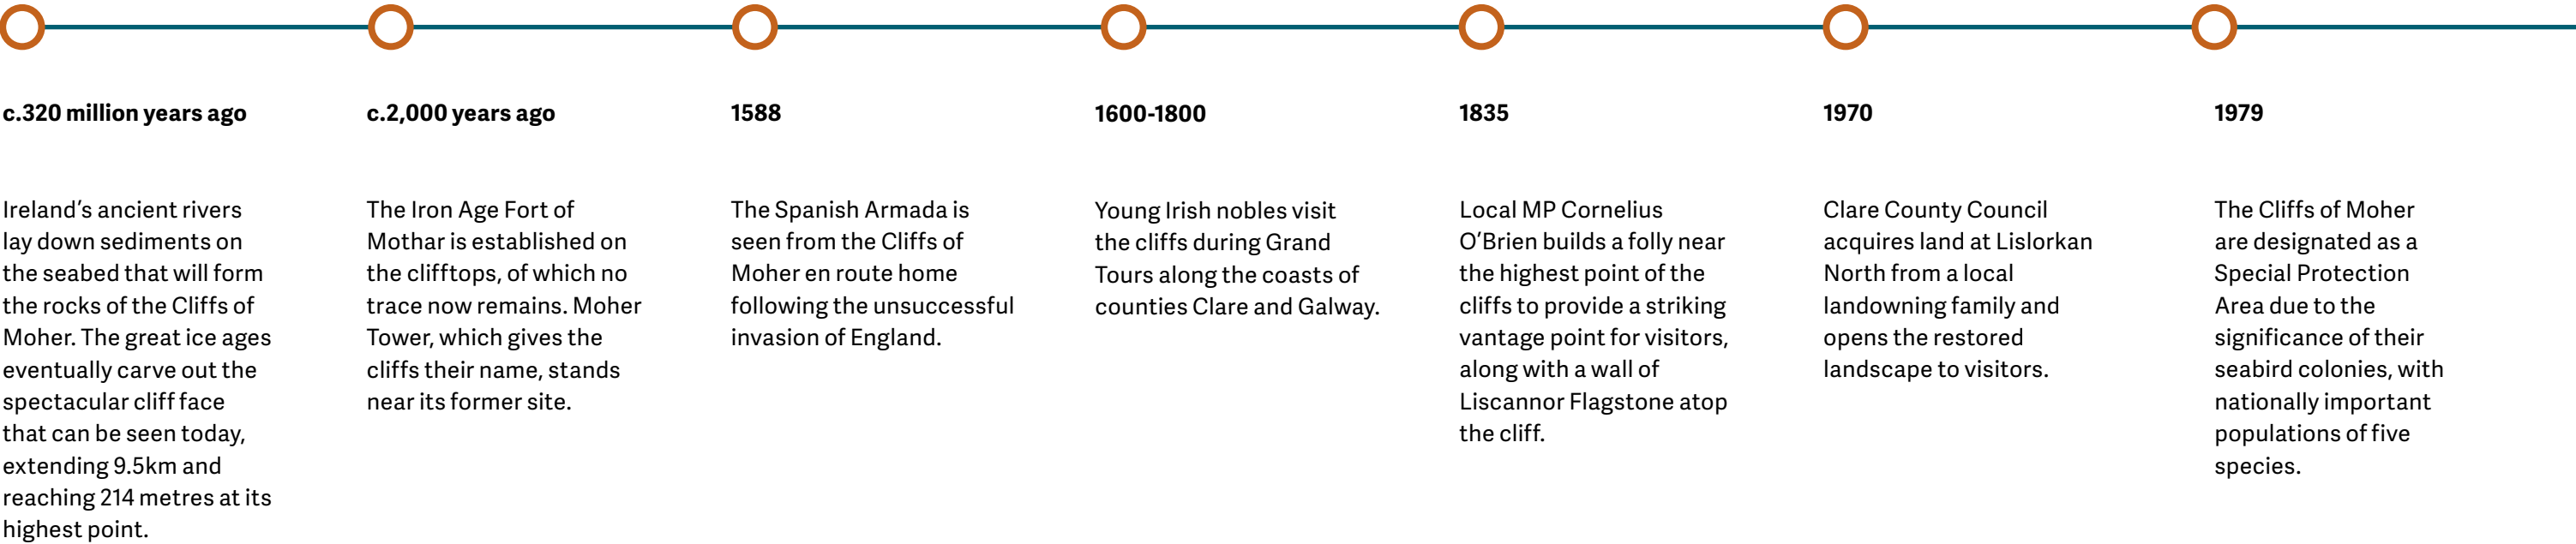 c.320 million years ago
Ireland’s ancient rivers
lay down sediments on
the seabed that will form
the rocks of the Cliffs of
Moher. The great ice ages
eventually carve out the
spectacular cliff face
that can be seen today,
extending 9.5km and
reaching 214 metres at its
highest point.
c.2,000 years ago
The Iron Age Fort of
Mothar is established on
the clifftops, of which no
trace now remains. Moher
Tower, which gives the
cliffs their name, stands
near its former site.
1588
The Spanish Armada is
seen from the Cliffs of
Moher en route home
following the unsuccessful
invasion of England.
1600-1800
Young Irish nobles visit
the cliffs during Grand
Tours along the coasts of
counties Clare and Galway.
1835
Local MP Cornelius
O’Brien builds a folly near
the highest point of the
cliffs to provide a striking
vantage point for visitors,
along with a wall of
Liscannor Flagstone atop
the cliff.
1970
Clare County Council
acquires land at Lislorkan
North from a local
landowning family and
opens the restored
landscape to visitors.
1979
The Cliffs of Moher
are designated as a
Special Protection
Area due to the
significance of their
seabird colonies, with
nationally important
populations of five
species.